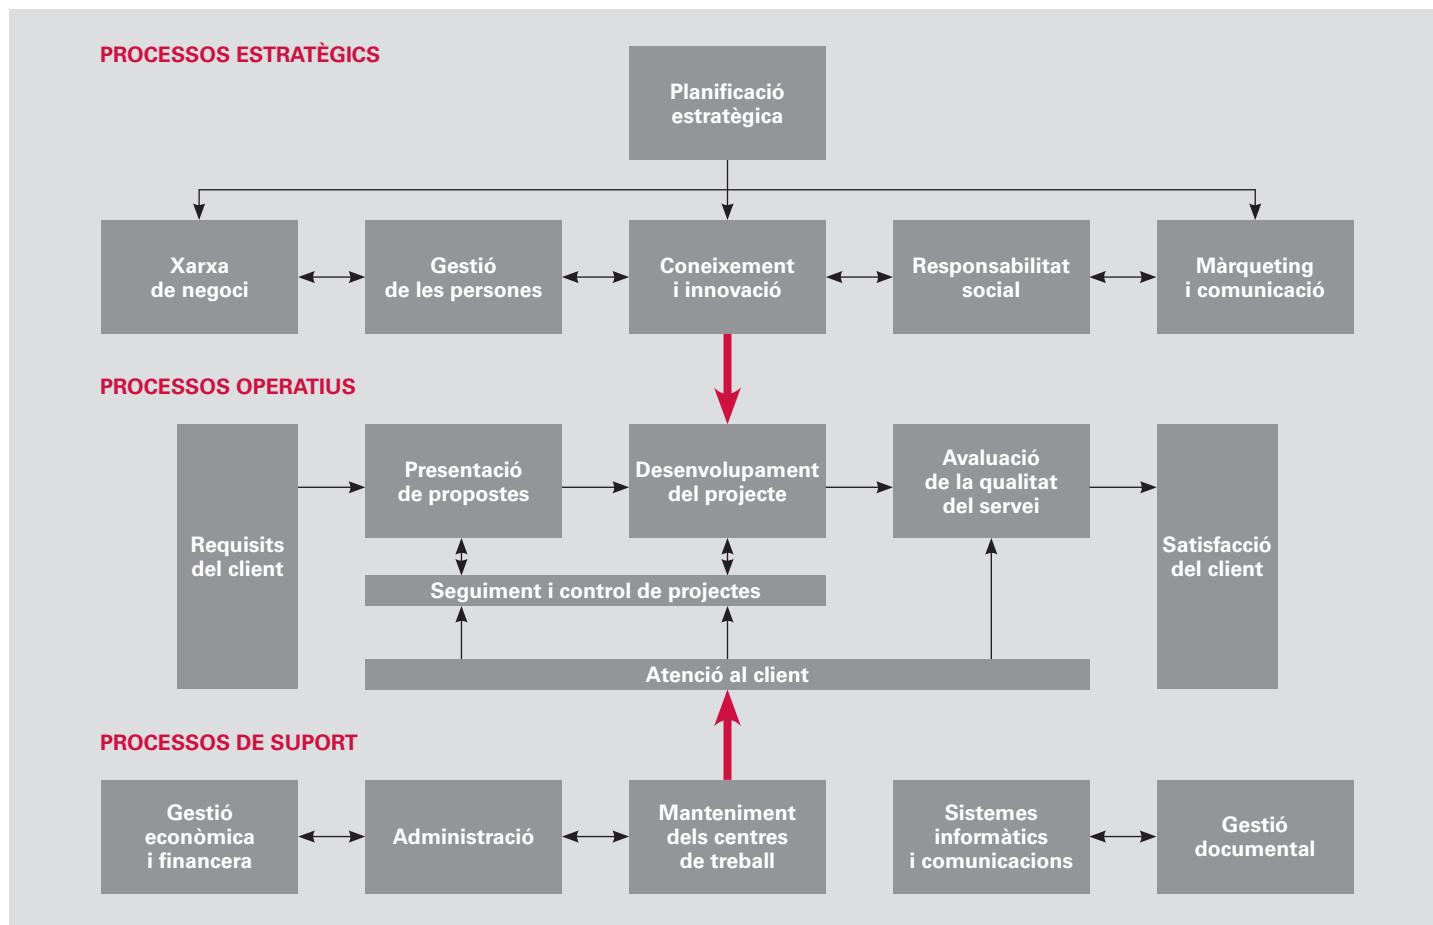 PROCESSOS ESTRATÈGICS
Planificació
estratègica
Xarxa
de negoci
Gestió
de les persones
Coneixement
i innovació
Responsabilitat
social
Màrqueting
i comunicació
PROCESSOS OPERATIUS
Requisits
del client
Presentació
de propostes
Desenvolupament
del projecte
Avaluació
de la qualitat
del servei
Satisfacció
del client
Seguiment i control de projectes
Atenció al client
PROCESSOS DE SUPORT
Gestió
econòmica
i financera
Administració
Manteniment
dels centres
de treball
Sistemes
informàtics
i comunicacions
Gestió
documental